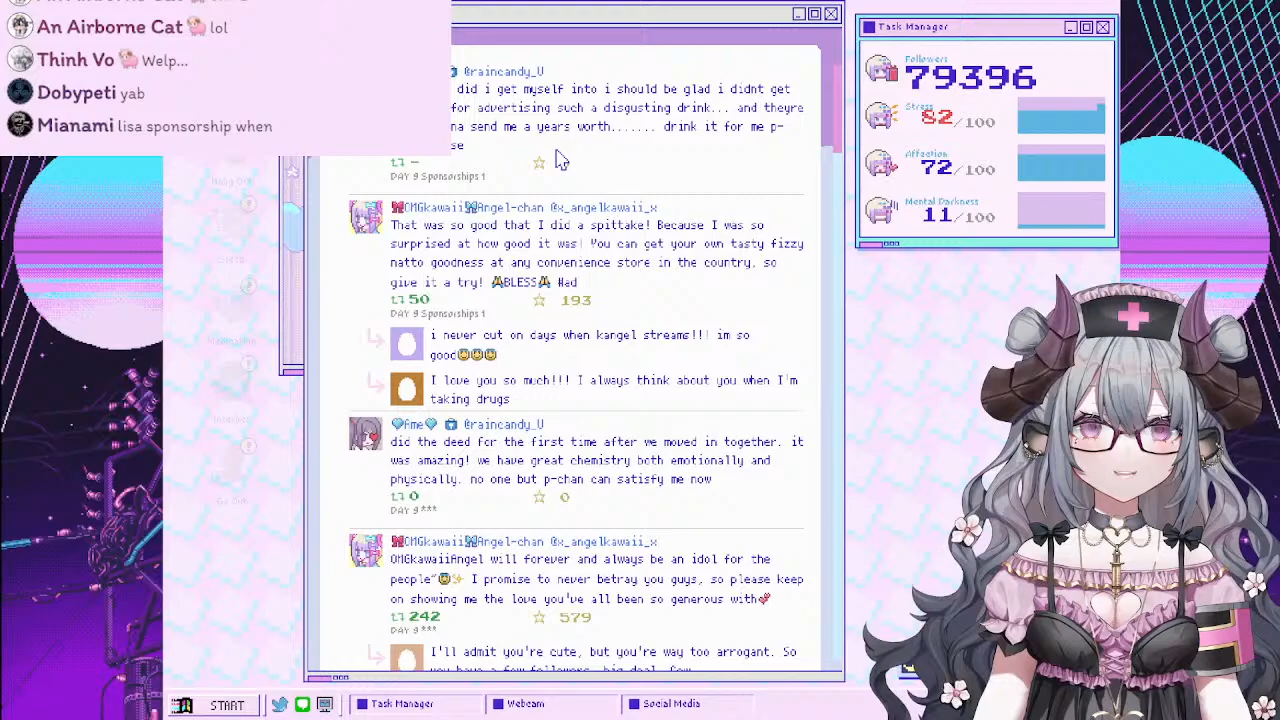 An Airborne Cat lol
Thinh Vo Welp...
Dobypeti yab
Mianami lisa sponsorship when
@raincandy_U
did i get myself into i should be glad i didnt get
for advertising such a disgusting drink... and theyre
na send me a years worth....... drink it for me p-
se
DAY 9 Sponsorships 1
🎀OMGkawaii🎀Angel-chan @x_angelkawaii_x
That was so good that I did a spittake! Because I was so
surprised at how good it was! You can get your own tasty fizzy
natto goodness at any convenience store in the country, so
give it a try! 🙏BLESS🙏 #ad
50 193
DAY 9 Sponsorships 1
i never cut on days when kangel streams!!! im so
good😇😇😇
I love you so much!!! I always think about you when I'm
taking drugs
🩵Ame🩵 @raincandy_U
did the deed for the first time after we moved in together. it
was amazing! we have great chemistry both emotionally and
physically. no one but p-chan can satisfy me now
0 0
DAY 9 ***
🎀OMGkawaii🎀Angel-chan @x_angelkawaii_x
OMGkawaiiAngel will forever and always be an idol for the
people~😇✨ I promise to never betray you guys, so please keep
on showing me the love you've all been so generous with💕
242 579
DAY 9 ***
I'll admit you're cute, but you're way too arrogant. So
Task Manager
Followers
79396
Stress
82/100
Affection
72/100
Mental Darkness
11/100
START
Task Manager
Webcam
Social Media